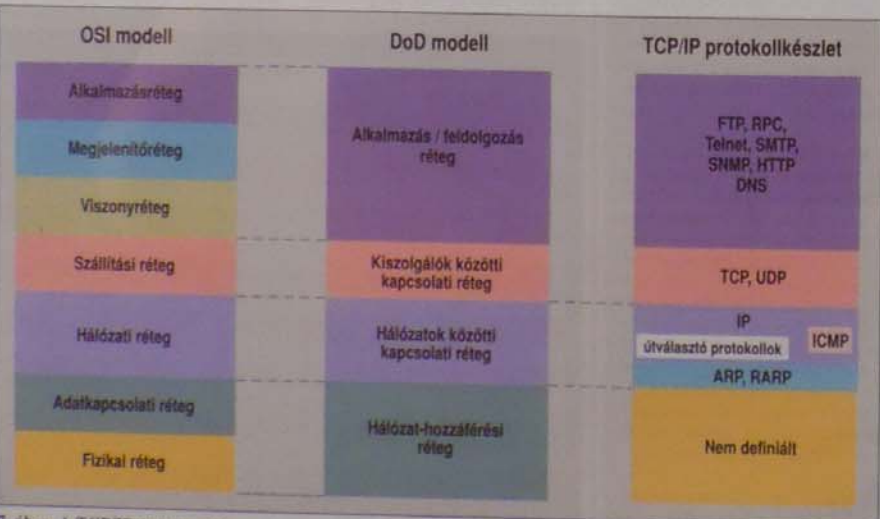 OSI modell
Alkalmazásréteg
Megjelenítőréteg
Viszonyréteg
Szállítási réteg
Hálózati réteg
Adatkapcsolati réteg
Fizikai réteg
DoD modell
Alkalmazás / feldolgozás
réteg
Kiszolgálók közötti
kapcsolati réteg
Hálózatok közötti
kapcsolati réteg
Hálózat-hozzáférési
réteg
TCP/IP protokollkészlet
FTP, RPC,
Telnet, SMTP,
SNMP, HTTP
DNS
TCP, UDP
IP
útválasztó protokollok
ICMP
ARP, RARP
Nem definiált